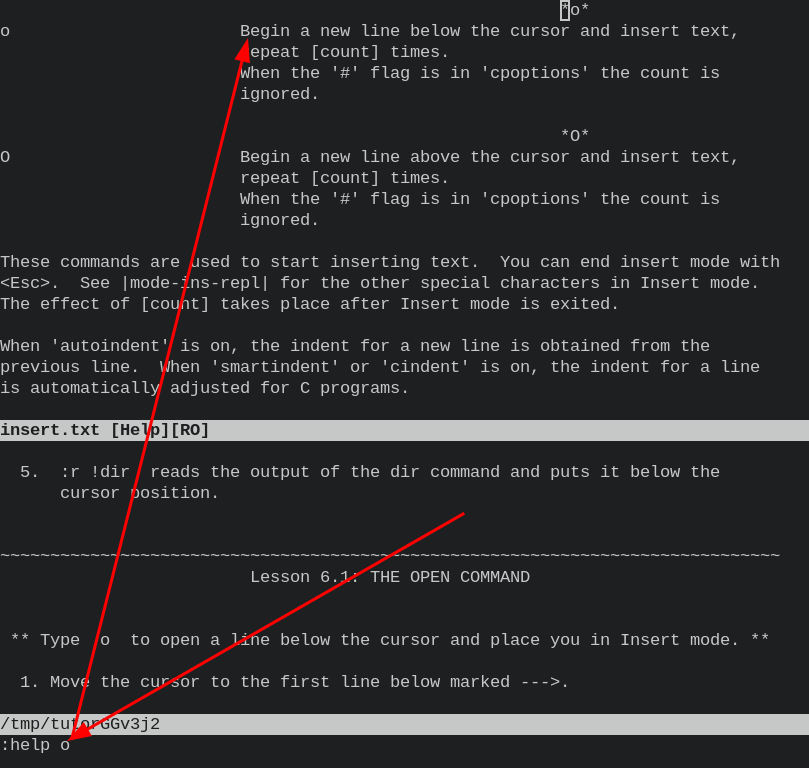 *o*
o                       Begin a new line below the cursor and insert text,
                        repeat [count] times.
                        When the '#' flag is in 'cpoptions' the count is
                        ignored.
*O*
O                       Begin a new line above the cursor and insert text,
                        repeat [count] times.
                        When the '#' flag is in 'cpoptions' the count is
                        ignored.
These commands are used to start inserting text.  You can end insert mode with
<Esc>.  See |mode-ins-repl| for the other special characters in Insert mode.
The effect of [count] takes place after Insert mode is exited.
When 'autoindent' is on, the indent for a new line is obtained from the
previous line.  When 'smartindent' or 'cindent' is on, the indent for a line
is automatically adjusted for C programs.
insert.txt [Help][RO]
  5.  :r !dir  reads the output of the dir command and puts it below the
      cursor position.
~~~~~~~~~~~~~~~~~~~~~~~~~~~~~~~~~~~~~~~~~~~~~~~~~~~~~~~~~~~~~~~~~~~~~~~~~~~~~~
                         Lesson 6.1: THE OPEN COMMAND
 ** Type  o  to open a line below the cursor and place you in Insert mode. **
  1. Move the cursor to the first line below marked --->.
/tmp/tutorGGv3j2
:help o